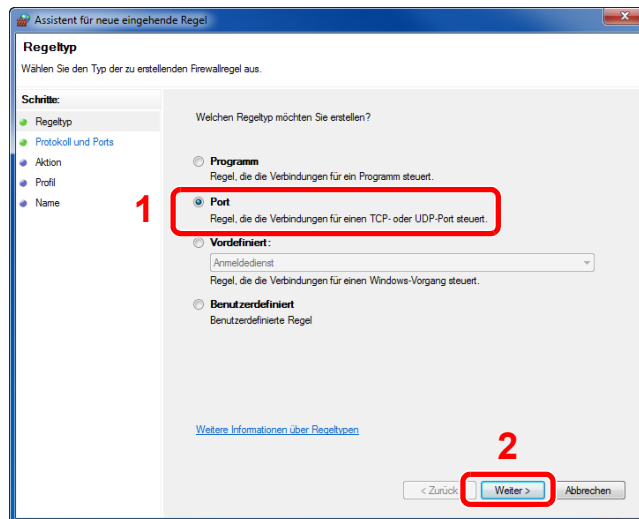 Assistent für neue eingehende Regel
Regeltyp
Wählen Sie den Typ der zu erstellenden Firewallregel aus.
Schritte:
Regeltyp
Protokoll und Ports
Aktion
Profil
Name
Welchen Regeltyp möchten Sie erstellen?
Programm
Regel, die die Verbindungen für ein Programm steuert.
1
Port
Regel, die die Verbindungen für einen TCP- oder UDP-Port steuert.
Vordefiniert:
Anmeldedienst
Regel, die die Verbindungen für einen Windows-Vorgang steuert.
Benutzerdefiniert
Benutzerdefinierte Regel
Weitere Informationen über Regeltypen
2
< Zurück
Weiter >
Abbrechen